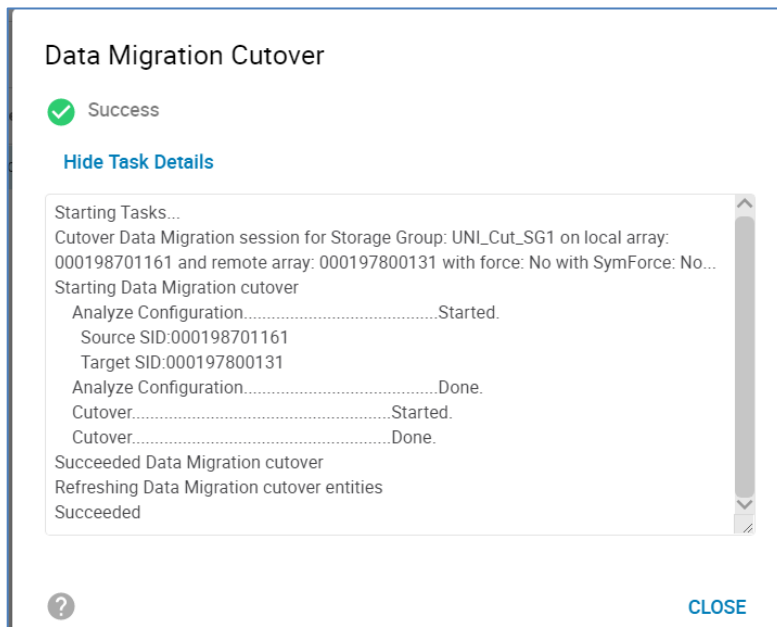 Data Migration Cutover
Success
Hide Task Details
Starting Tasks...
Cutover Data Migration session for Storage Group: UNI_Cut_SG1 on local array:
000198701161 and remote array: 000197800131 with force: No with SymForce: No...
Starting Data Migration cutover
Analyze Configuration..........................................Started.
Source SID:000198701161
Target SID:000197800131
Analyze Configuration..........................................Done.
Cutover........................................................Started.
Cutover........................................................Done.
Succeeded Data Migration cutover
Refreshing Data Migration cutover entities
Succeeded
?
CLOSE